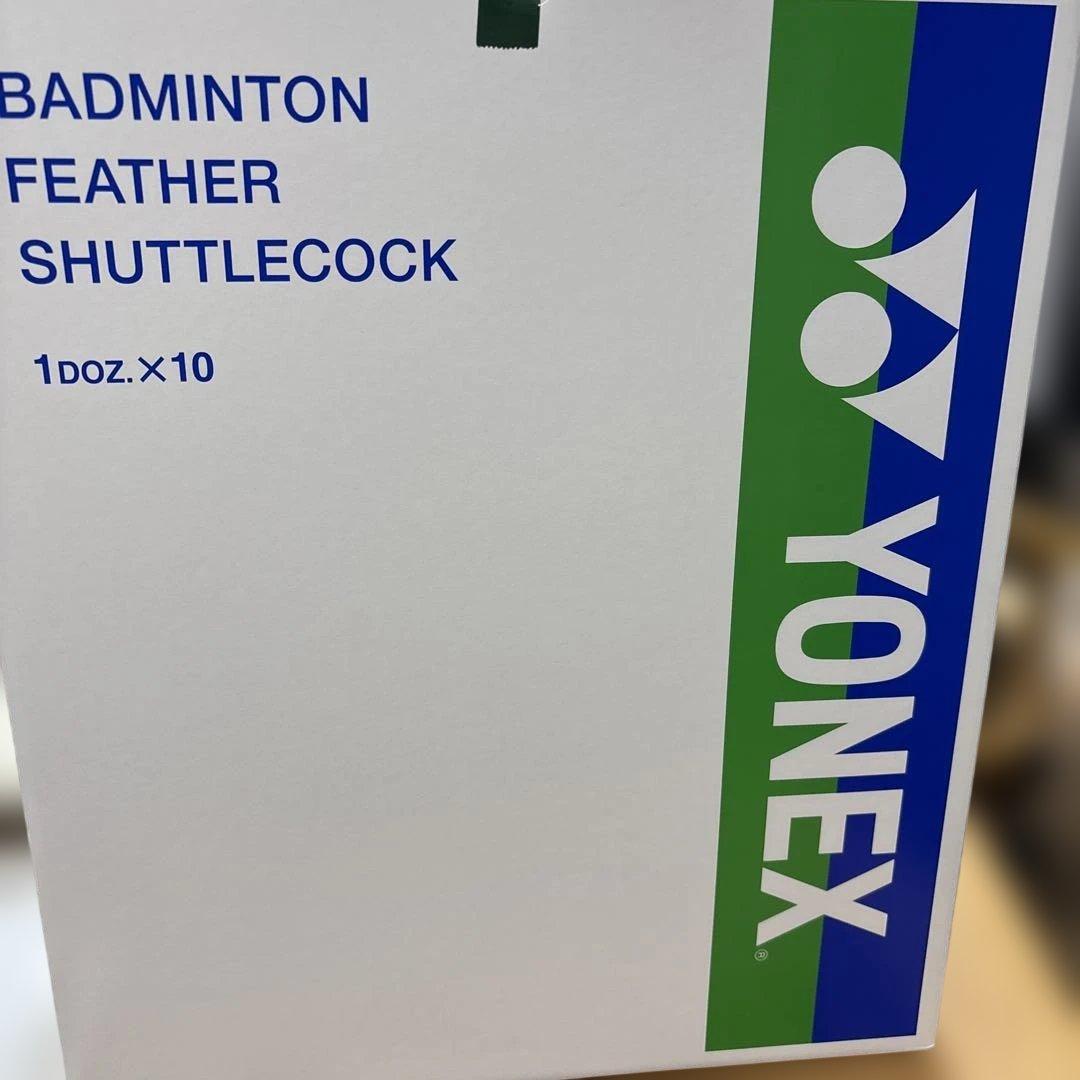 BADMINTON
FEATHER
SHUTTLECOCK
1DOZ.×10
YONEX®